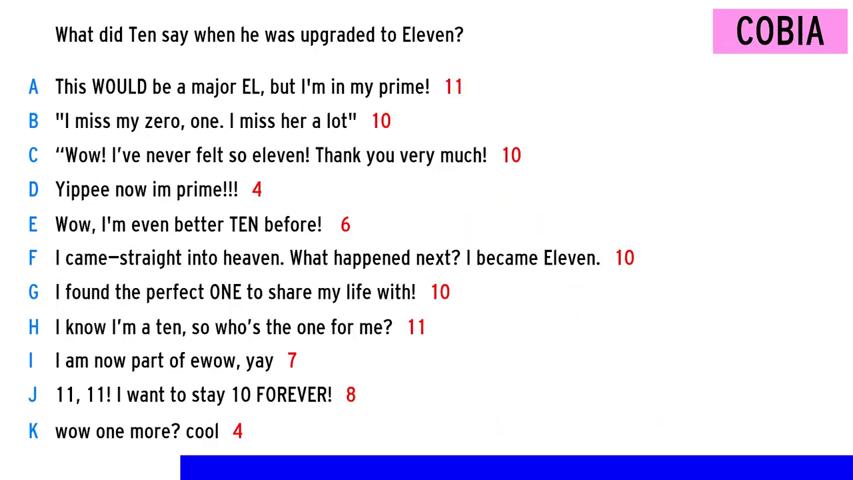 What did Ten say when he was upgraded to Eleven?
COBIA
A This WOULD be a major EL, but I'm in my prime! 11
B "I miss my zero, one. I miss her a lot" 10
C “Wow! I’ve never felt so eleven! Thank you very much! 10
D Yippee now im prime!!! 4
E Wow, I'm even better TEN before! 6
F I came—straight into heaven. What happened next? I became Eleven. 10
G I found the perfect ONE to share my life with! 10
H I know I’m a ten, so who’s the one for me? 11
I I am now part of ewow, yay 7
J 11, 11! I want to stay 10 FOREVER! 8
K wow one more? cool 4